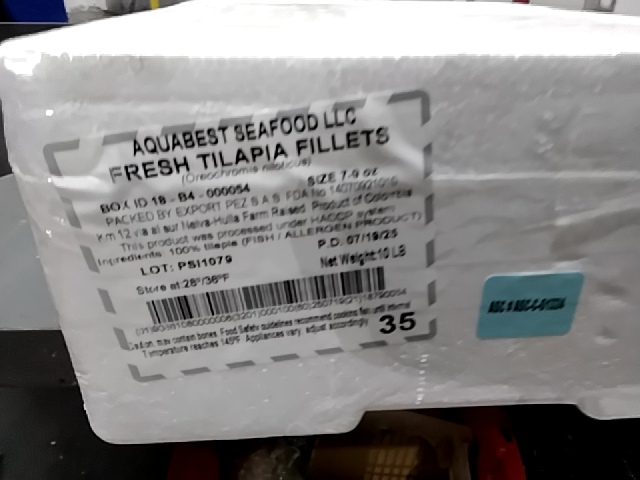 AQUABEST SEAFOOD LLC
FRESH TILAPIA FILLETS
(Oreochromis niloticus)
BOX ID 18 - B4 - 000054 SIZE 7-9 oz
PACKED BY EXPORT PEZ S.A.S. FDA No
Km 12 via al sur Neiva-Huila Farm Raised Product of Colombia
This product was processed under HACCP system
Ingredients: 100% tilapia (FISH / ALLERGEN PRODUCT)
P.D. 07/19/25
LOT: PSI1079 Net Weight:10 LB
Store at:28°/36°F
Caution: may contain bones. Food Safety guidelines recommend cooking fish until internal
Temperature reaches 145°F. Appliances vary, adjust accordingly.
35